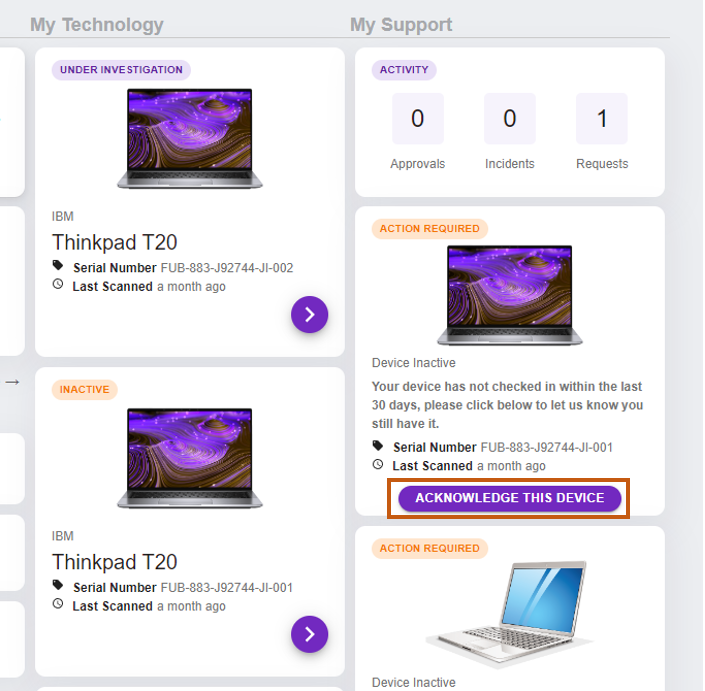 My Technology
UNDER INVESTIGATION
IBM
Thinkpad T20
Serial Number FUB-883-J92744-JI-002
Last Scanned a month ago
→
INACTIVE
IBM
Thinkpad T20
Serial Number FUB-883-J92744-JI-001
Last Scanned a month ago
My Support
ACTIVITY
0 0 1
Approvals Incidents Requests
ACTION REQUIRED
Device Inactive
Your device has not checked in within the last
30 days, please click below to let us know you
still have it.
Serial Number FUB-883-J92744-JI-001
Last Scanned a month ago
ACKNOWLEDGE THIS DEVICE
ACTION REQUIRED
Device Inactive